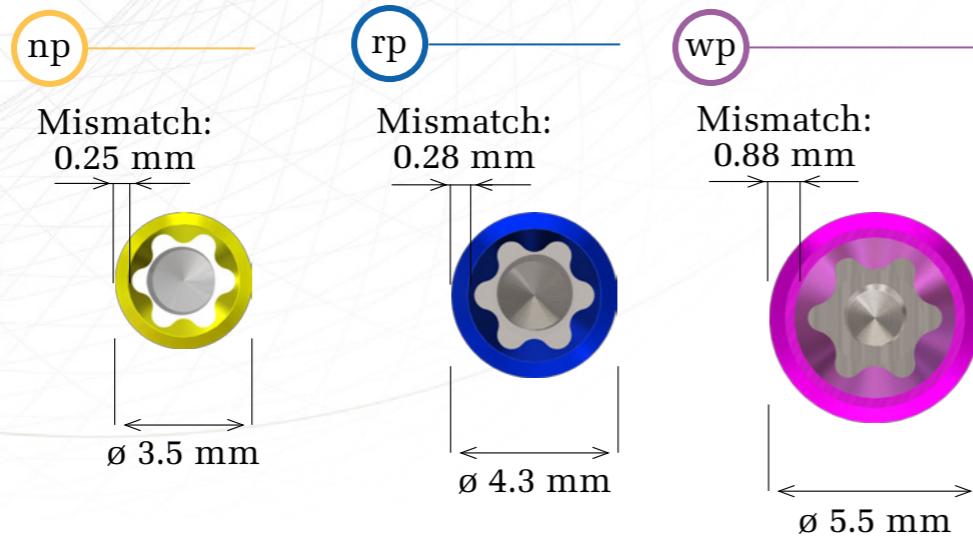 np
Mismatch:
0.25 mm
ø 3.5 mm
rp
Mismatch:
0.28 mm
ø 4.3 mm
wp
Mismatch:
0.88 mm
ø 5.5 mm